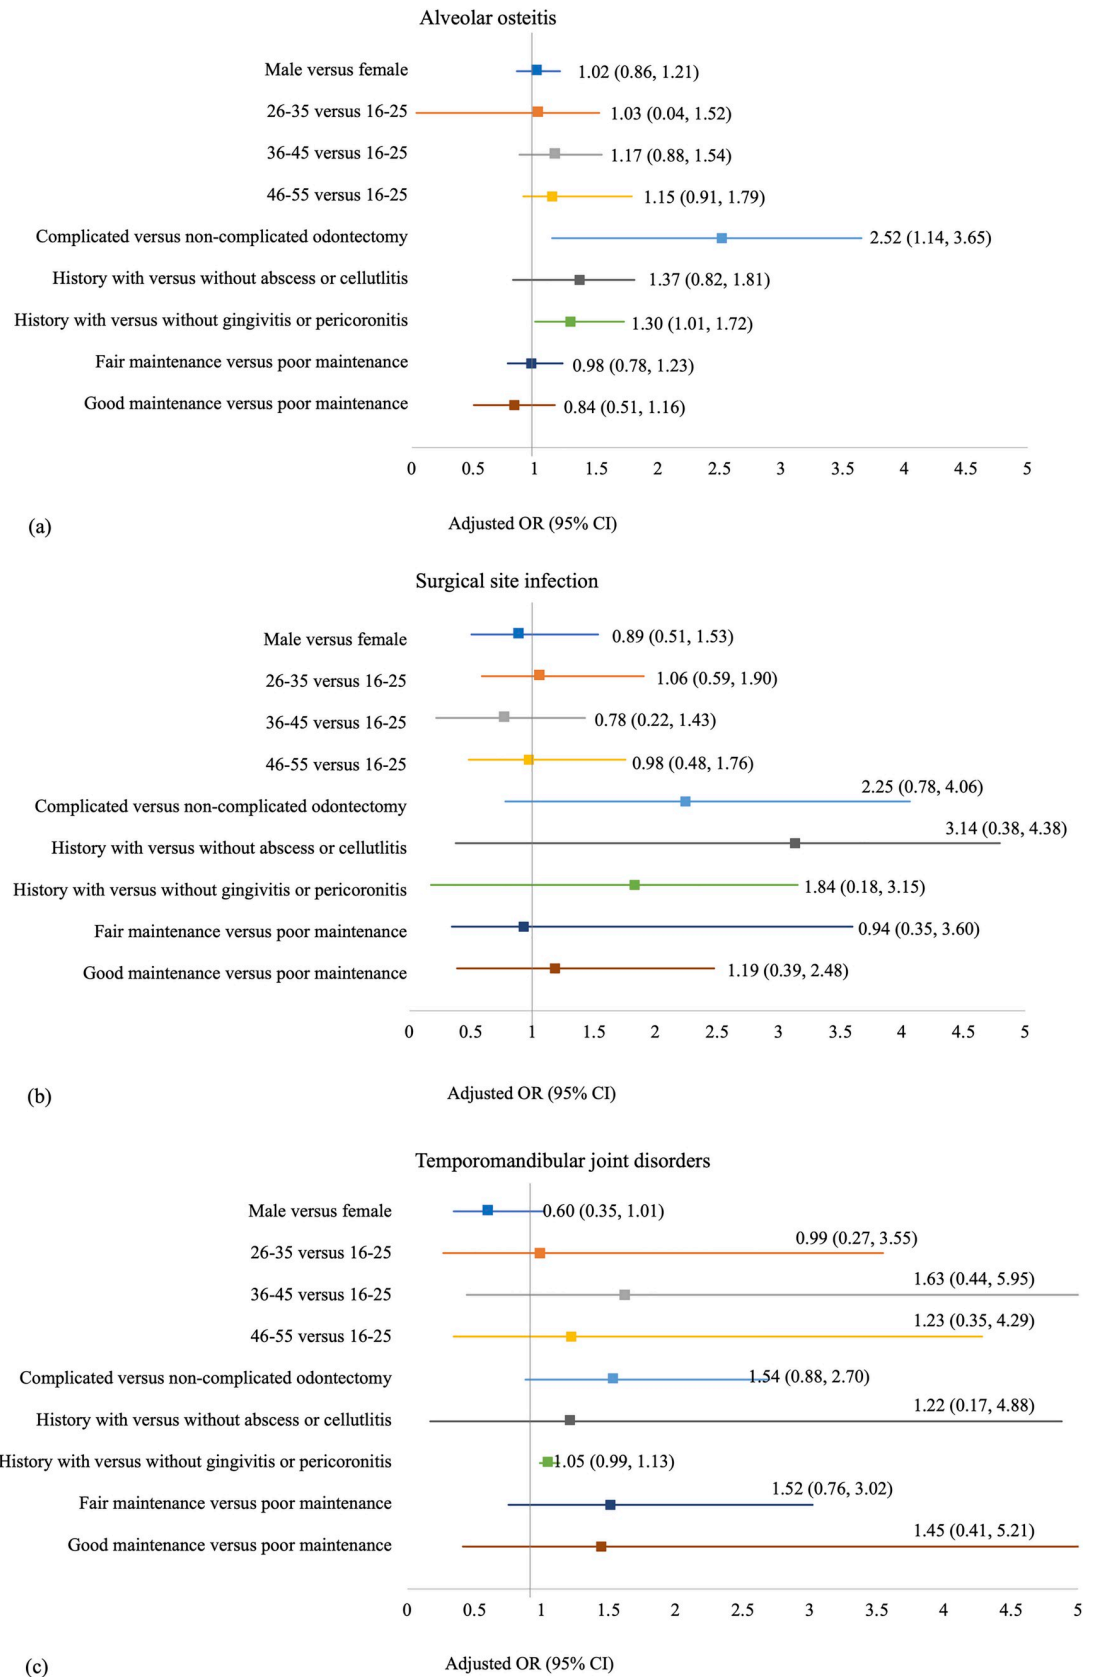 Alveolar osteitis
Male versus female 1.02 (0.86, 1.21)
26-35 versus 16-25 1.03 (0.04, 1.52)
36-45 versus 16-25 1.17 (0.88, 1.54)
46-55 versus 16-25 1.15 (0.91, 1.79)
Complicated versus non-complicated odontectomy 2.52 (1.14, 3.65)
History with versus without abscess or cellutlitis 1.37 (0.82, 1.81)
History with versus without gingivitis or pericoronitis 1.30 (1.01, 1.72)
Fair maintenance versus poor maintenance 0.98 (0.78, 1.23)
Good maintenance versus poor maintenance 0.84 (0.51, 1.16)
0 0.5 1 1.5 2 2.5 3 3.5 4 4.5 5
(a) Adjusted OR (95% CI)
Surgical site infection
Male versus female 0.89 (0.51, 1.53)
26-35 versus 16-25 1.06 (0.59, 1.90)
36-45 versus 16-25 0.78 (0.22, 1.43)
46-55 versus 16-25 0.98 (0.48, 1.76)
Complicated versus non-complicated odontectomy 2.25 (0.78, 4.06)
History with versus without abscess or cellutlitis 3.14 (0.38, 4.38)
History with versus without gingivitis or pericoronitis 1.84 (0.18, 3.15)
Fair maintenance versus poor maintenance 0.94 (0.35, 3.60)
Good maintenance versus poor maintenance 1.19 (0.39, 2.48)
0 0.5 1 1.5 2 2.5 3 3.5 4 4.5 5
(b) Adjusted OR (95% CI)
Temporomandibular joint disorders
Male versus female 0.60 (0.35, 1.01)
26-35 versus 16-25 0.99 (0.27, 3.55)
36-45 versus 16-25 1.63 (0.44, 5.95)
46-55 versus 16-25 1.23 (0.35, 4.29)
Complicated versus non-complicated odontectomy 1.54 (0.88, 2.70)
History with versus without abscess or cellutlitis 1.22 (0.17, 4.88)
History with versus without gingivitis or pericoronitis 1.05 (0.99, 1.13)
Fair maintenance versus poor maintenance 1.52 (0.76, 3.02)
Good maintenance versus poor maintenance 1.45 (0.41, 5.21)
0 0.5 1 1.5 2 2.5 3 3.5 4 4.5 5
(c) Adjusted OR (95% CI)